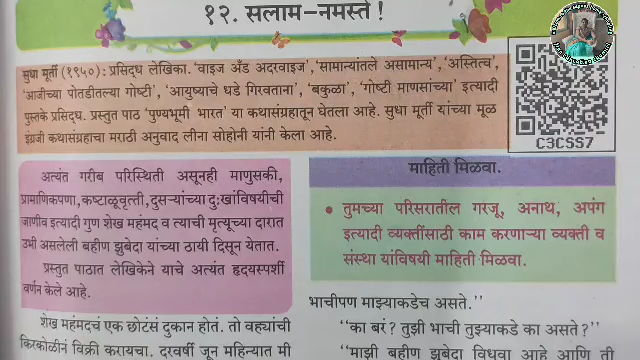 १२. सलाम-नमस्ते !
सुधा मूर्ती (१९५०) : प्रसिद्ध लेखिका. ‘वाइज अँड अदरवाइज’, ‘सामान्यांतले असामान्य’, ‘अस्तित्व’,
‘आजीच्या पोतडीतल्या गोष्टी’, ‘आयुष्याचे धडे गिरवताना’, ‘बकुळा’, ‘गोष्टी माणसांच्या’ इत्यादी
पुस्तके प्रसिद्ध. प्रस्तुत पाठ ‘पुण्यभूमी भारत’ या कथासंग्रहातून घेतला आहे. सुधा मूर्ती यांच्या मूळ
इंग्रजी कथासंग्रहाचा मराठी अनुवाद लीना सोहोनी यांनी केला आहे.
C3CSS7
अत्यंत गरीब परिस्थिती असूनही माणुसकी,
प्रामाणिकपणा, कष्टाळूवृत्ती, दुसऱ्यांच्या दुःखांविषयीची
जाणीव इत्यादी गुण शेख महंमद व त्याची मृत्यूच्या दारात
उभी असलेली बहीण झुबेदा यांच्या ठायी दिसून येतात.
प्रस्तुत पाठात लेखिकेने याचे अत्यंत हृदयस्पर्शी
वर्णन केले आहे.
शेख महंमदचं एक छोटंसं दुकान होतं. तो वह्यांची
किरकोळीनं विक्री करायचा. दरवर्षी जून महिन्यात मी
माहिती मिळवा.
• तुमच्या परिसरातील गरजू, अनाथ, अपंग
इत्यादी व्यक्तींसाठी काम करणाऱ्या व्यक्ती व
संस्था यांविषयी माहिती मिळवा.
भाचीपण माझ्याकडेच असते.’’
‘‘का बरं? तुझी भाची तुझ्याकडे का असते?’’
‘‘माझी बहीण झुबेदा विधवा आहे आणि ती